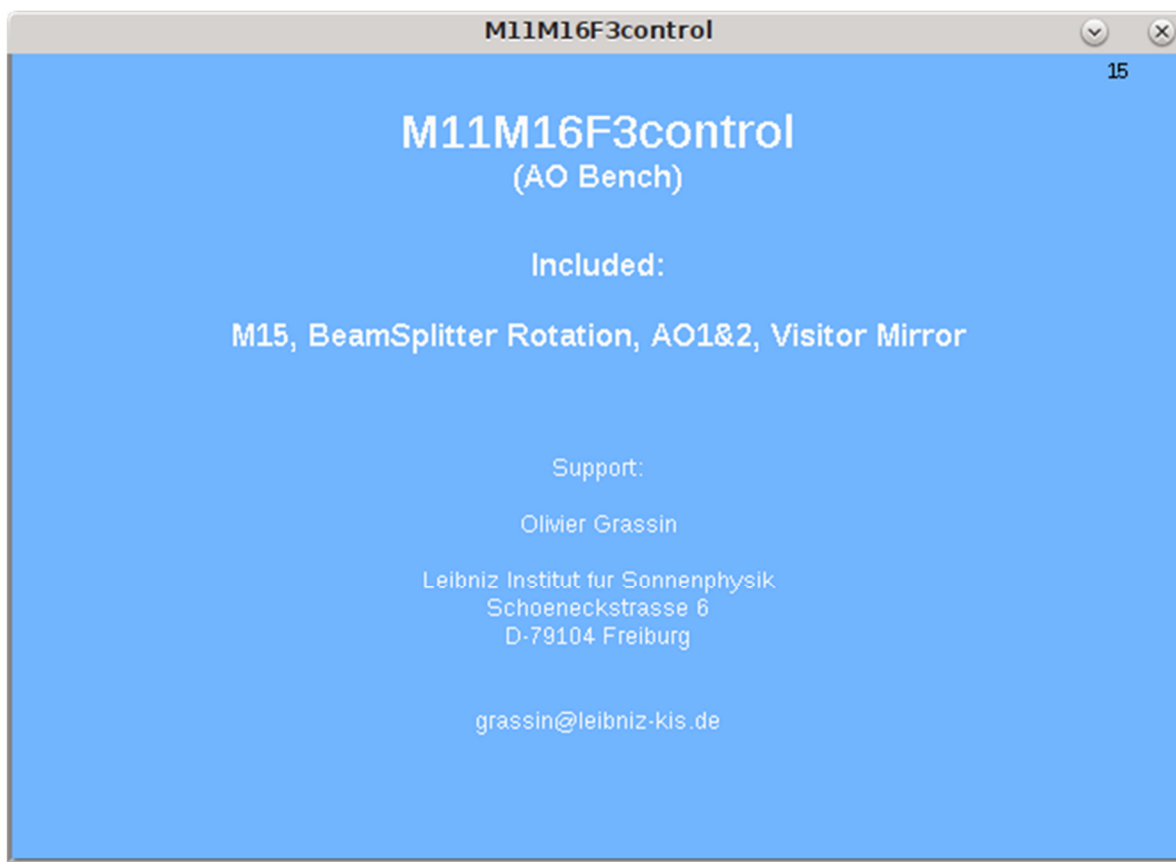 M11M16F3control
15
M11M16F3control
(AO Bench)
Included:
M15, BeamSplitter Rotation, AO1&2, Visitor Mirror
Support:
Olivier Grassin
Leibniz Institut fur Sonnenphysik
Schoeneckstrasse 6
D-79104 Freiburg
grassin@leibniz-kis.de